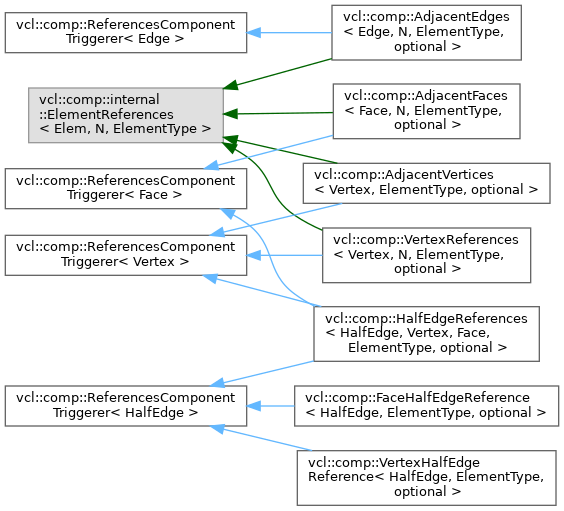 vcl::comp::ReferencesComponent
Triggerer< Edge >
vcl::comp::internal
::ElementReferences
< Elem, N, ElementType >
vcl::comp::ReferencesComponent
Triggerer< Face >
vcl::comp::ReferencesComponent
Triggerer< Vertex >
vcl::comp::ReferencesComponent
Triggerer< HalfEdge >
vcl::comp::AdjacentEdges
< Edge, N, ElementType,
optional >
vcl::comp::AdjacentFaces
< Face, N, ElementType,
optional >
vcl::comp::AdjacentVertices
< Vertex, ElementType, optional >
vcl::comp::VertexReferences
< Vertex, N, ElementType,
optional >
vcl::comp::HalfEdgeReferences
< HalfEdge, Vertex, Face,
ElementType, optional >
vcl::comp::FaceHalfEdgeReference
< HalfEdge, ElementType, optional >
vcl::comp::VertexHalfEdge
Reference< HalfEdge, ElementType,
optional >